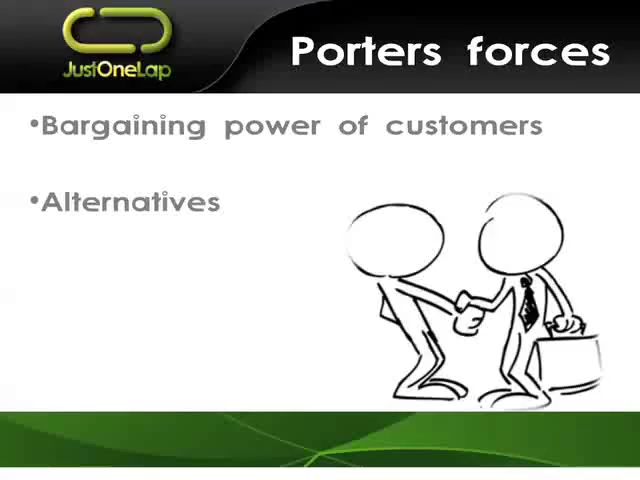 JustOneLap
Porters forces
•Bargaining power of customers
•Alternatives